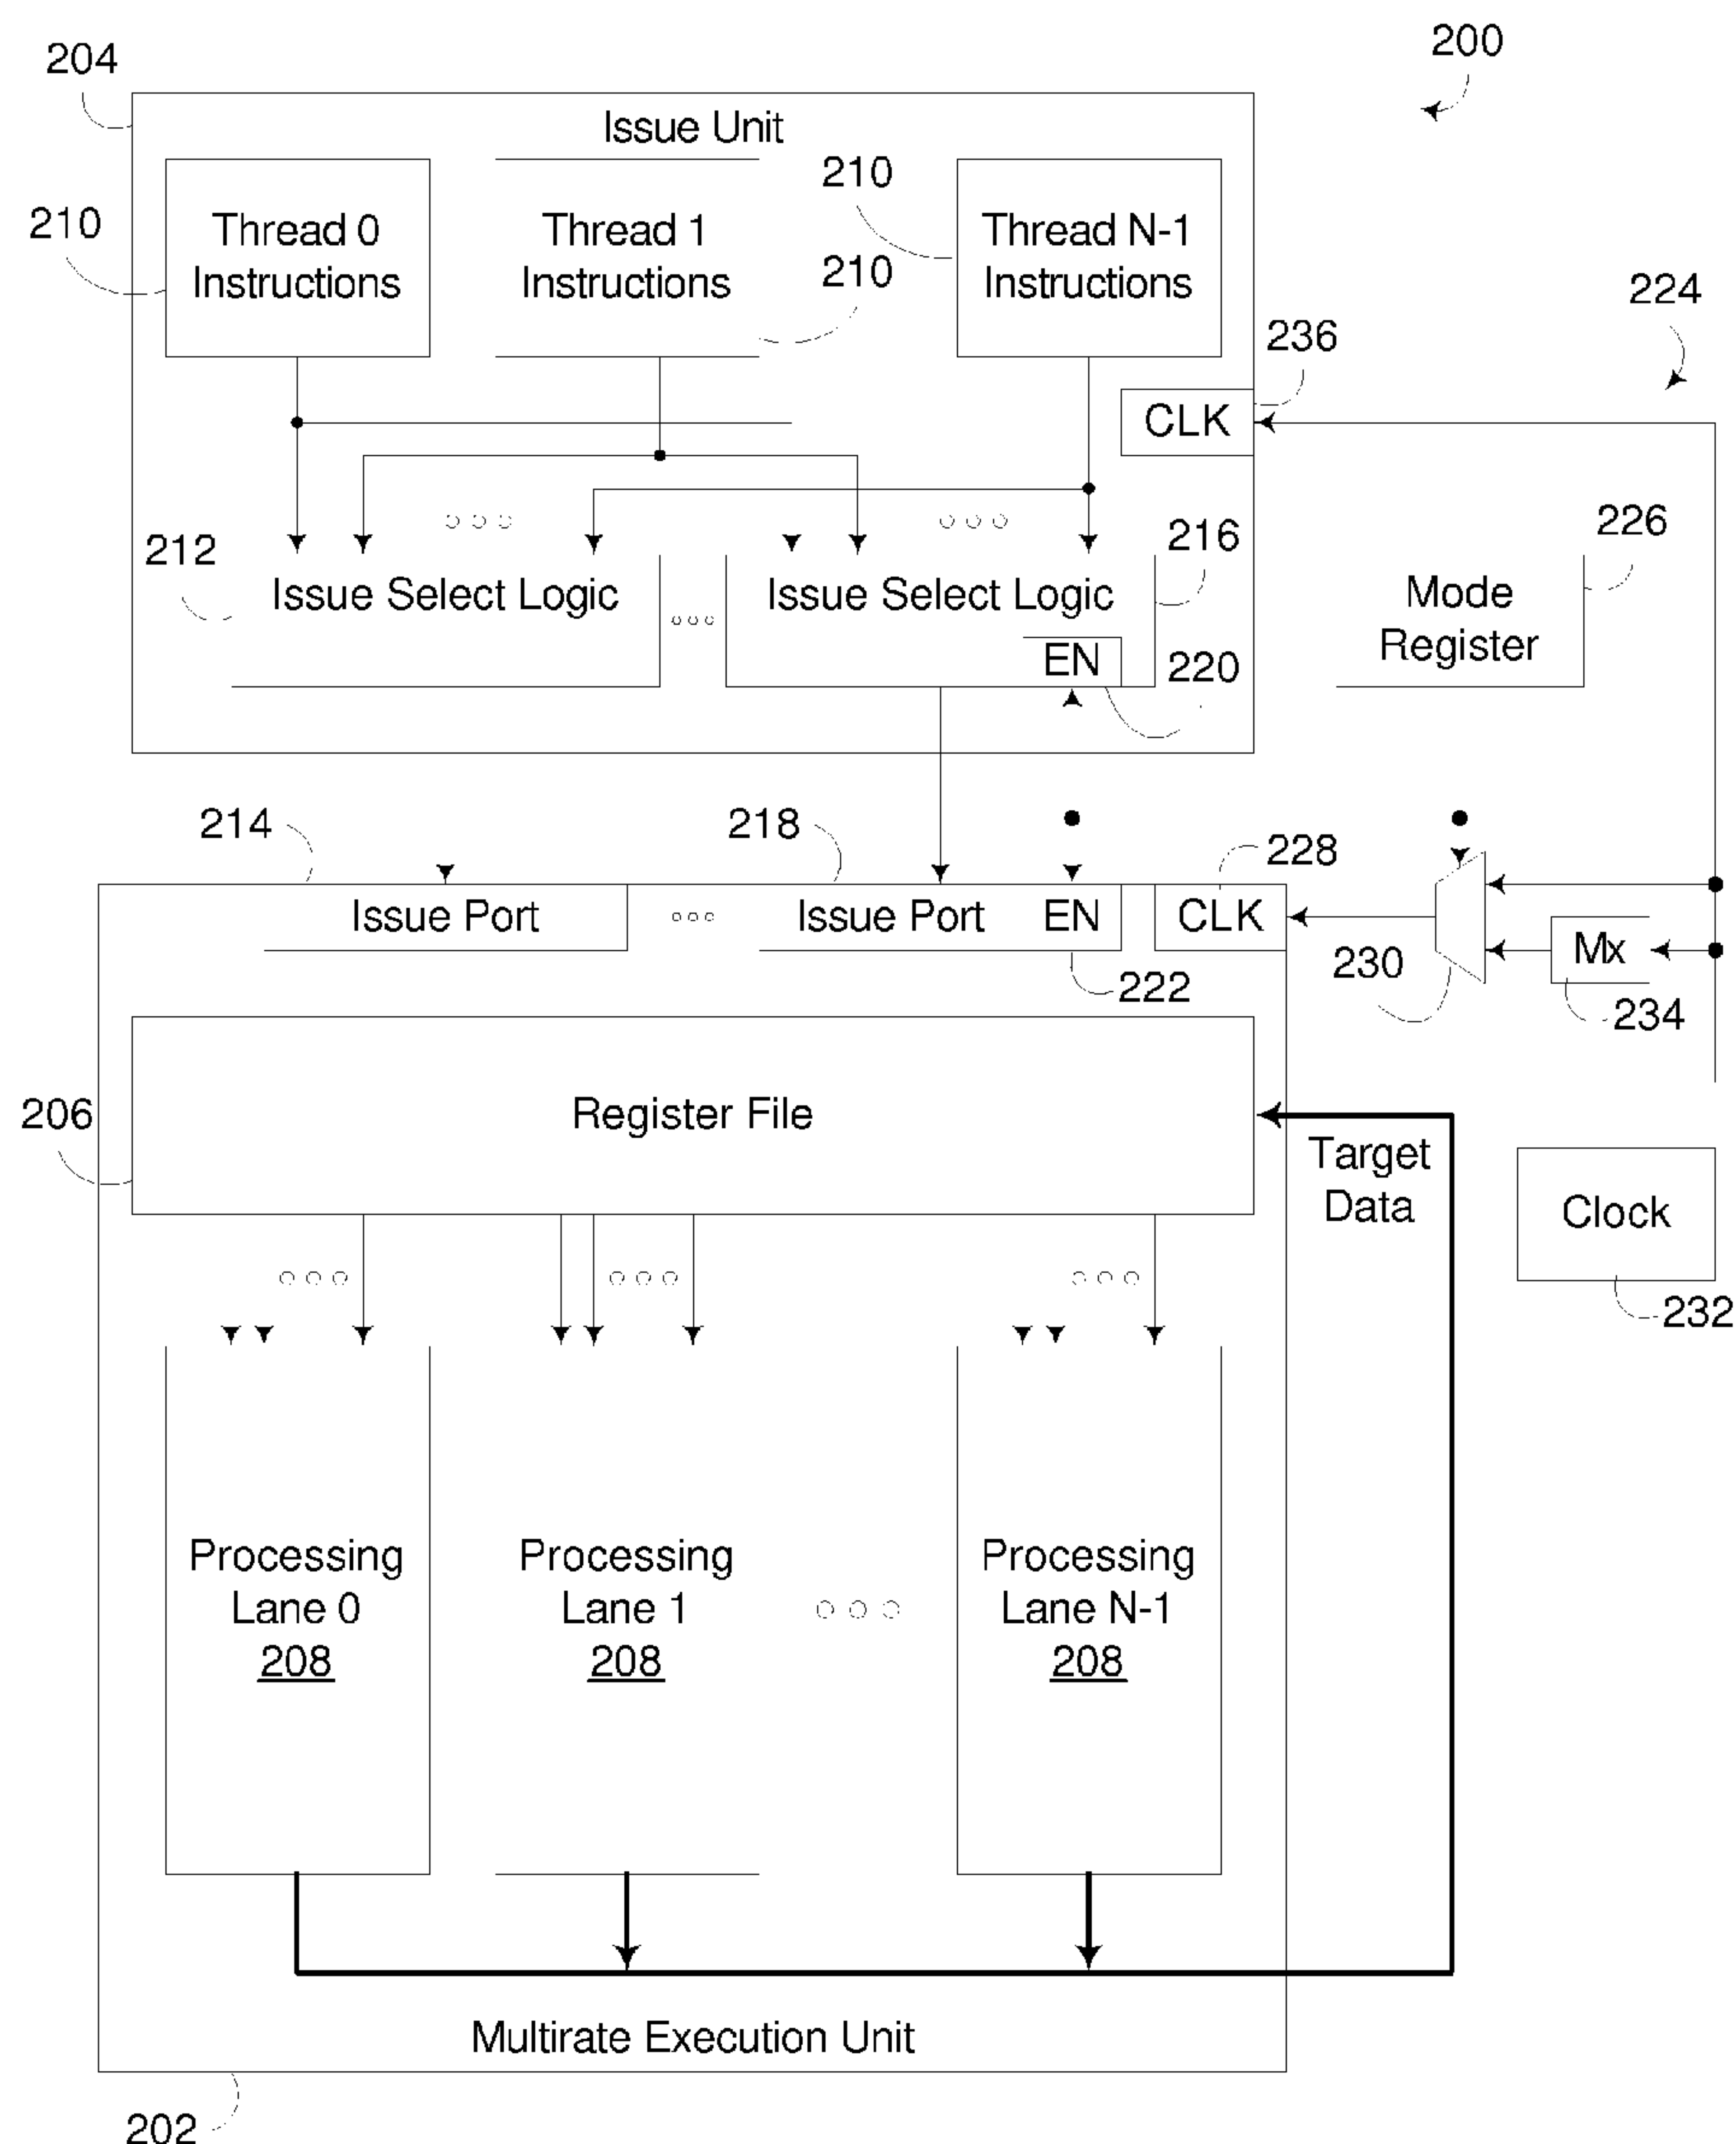 200
204
Issue Unit
210
210
Thread 0
Instructions
Thread 1
Instructions
210
Thread N-1
Instructions
224
236
CLK
212
216
226
Issue Select Logic
Issue Select Logic
Mode
Register
EN
220
214
218
228
Issue Port
Issue Port
EN
CLK
230
Mx
222
234
206
Register File
Target
Data
Clock
232
Processing
Lane 0
208
Processing
Lane 1
208
Processing
Lane N-1
208
Multirate Execution Unit
202